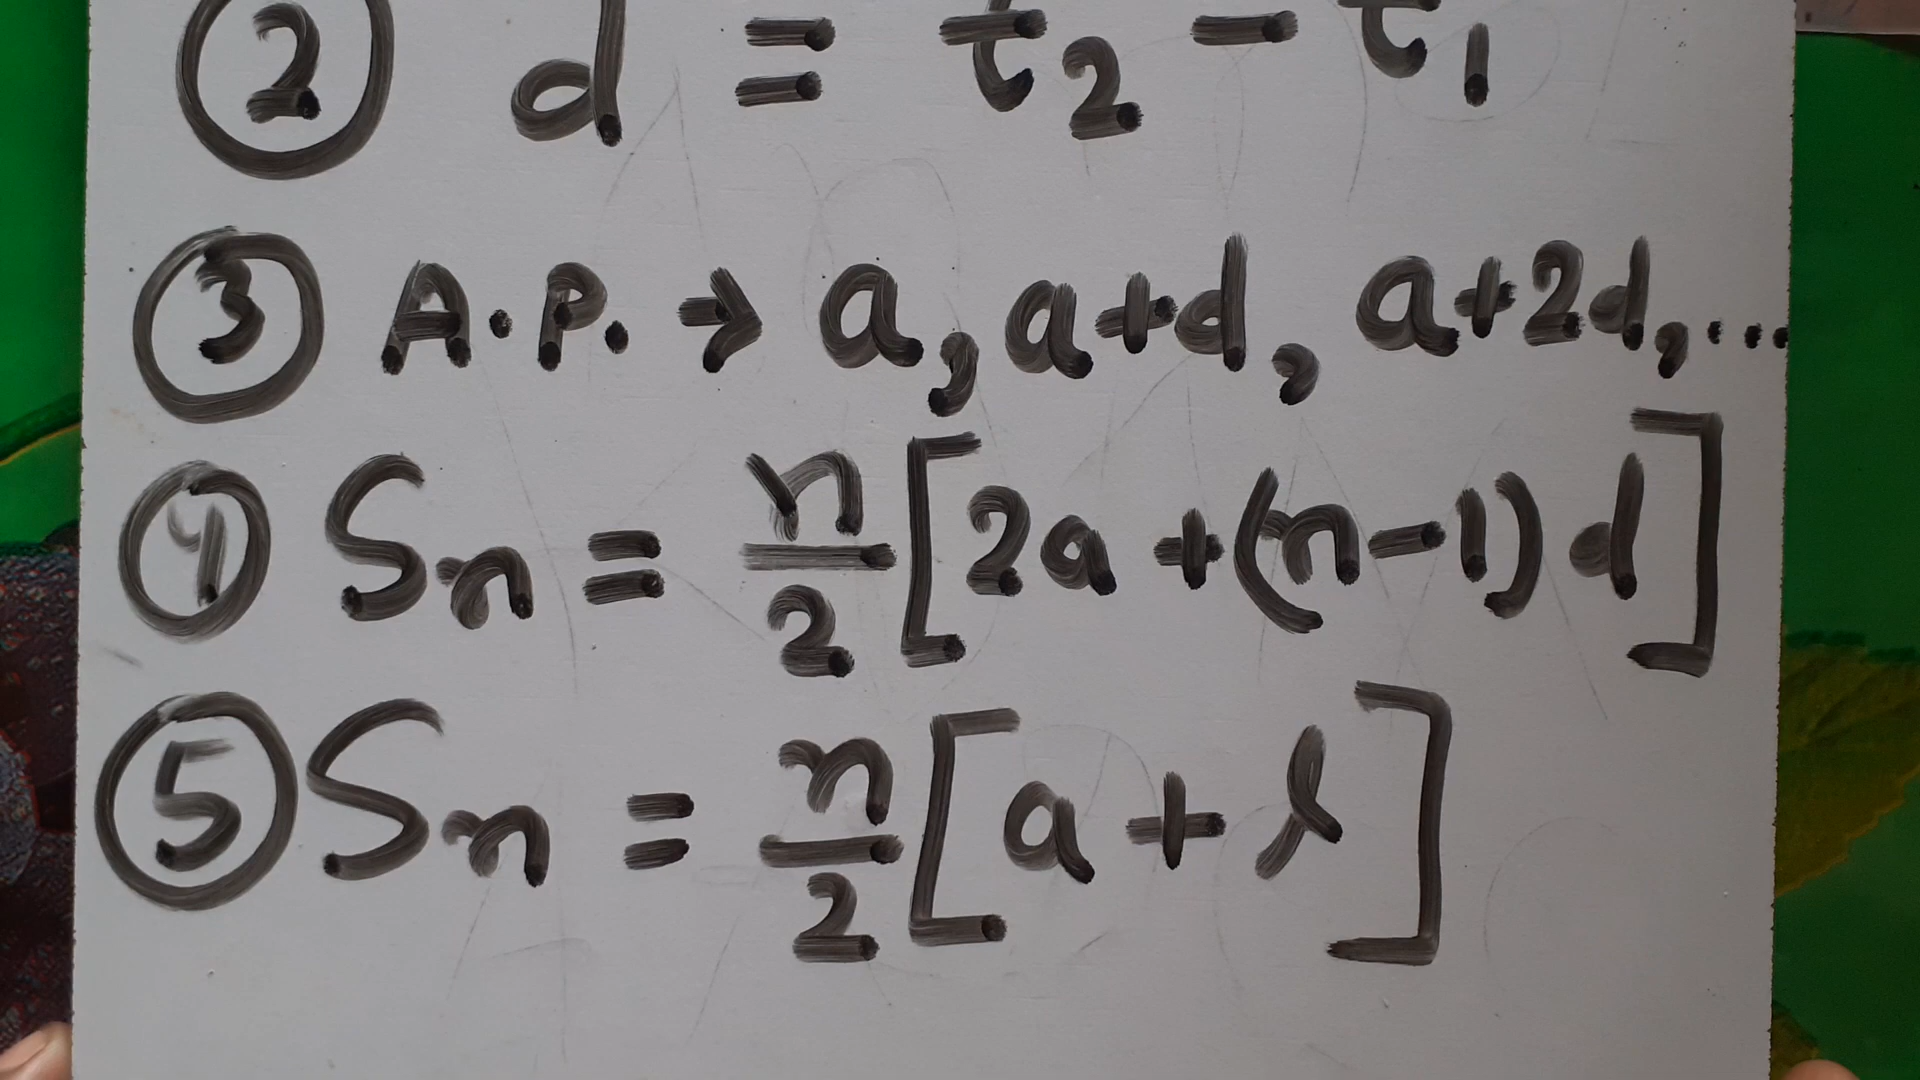 ② d = t₂ - t₁
③ A.P. → a, a+d, a+2d, ...
④ Sn = n/2 [2a + (n-1) d]
⑤ Sn = n/2 [a + l]